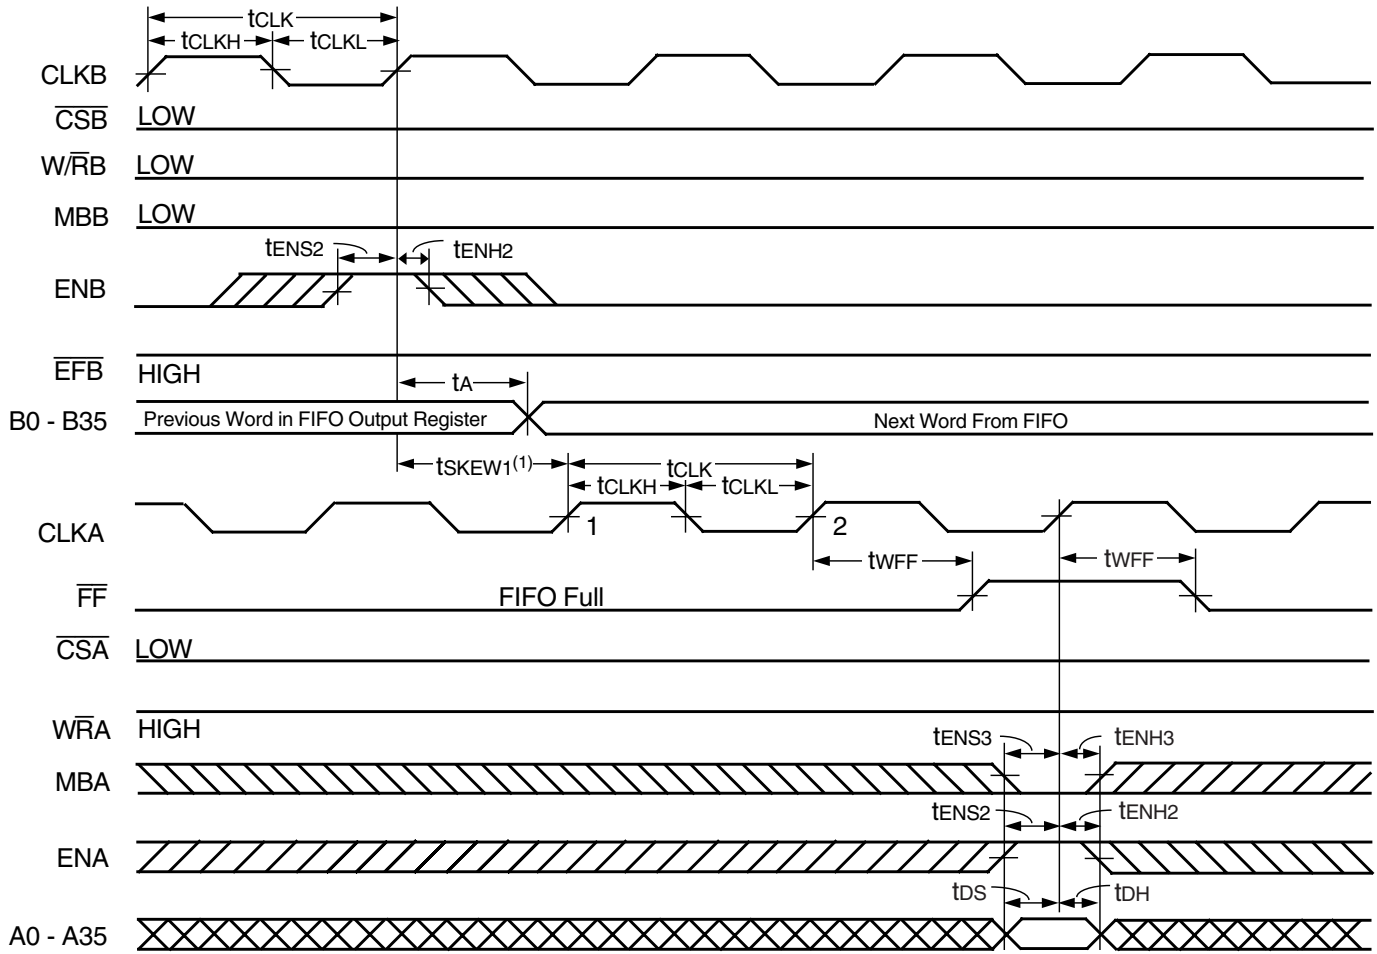 tCLK
tCLKH tCLKL
CLKB
CSB LOW
W/RB LOW
MBB LOW
tENS2 tENH2
ENB
EFB HIGH
tA
B0 - B35 Previous Word in FIFO Output Register Next Word From FIFO
tSKEW1(1) tCLK
tCLKH tCLKL
CLKA 1 2
tWFF tWFF
FF FIFO Full
CSA LOW
WRA HIGH
tENS3 tENH3
MBA
tENS2 tENH2
ENA
tDS tDH
A0 - A35